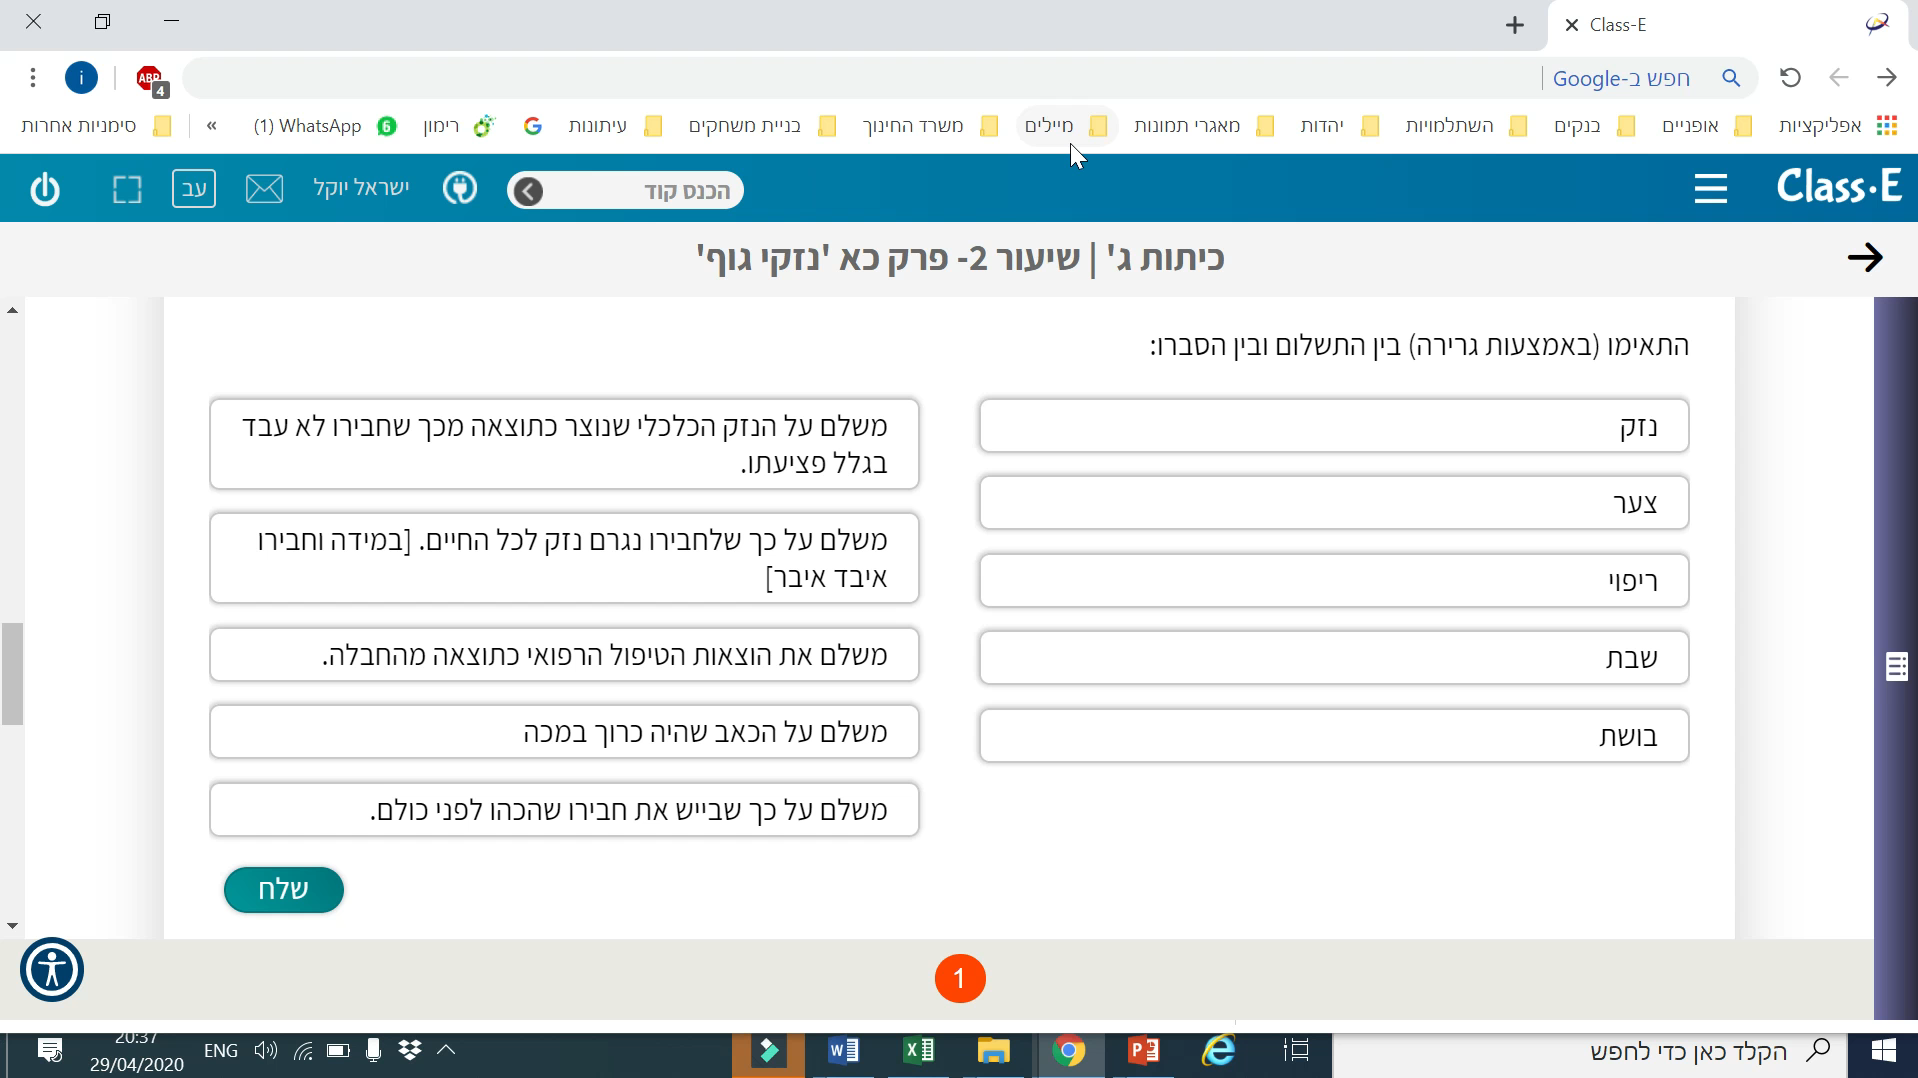 Class-E
חפש ב-Google
ABP
4
i
אפליקציות
אופניים
בנקים
השתלמויות
יהדות
מאגרי תמונות
מיילים
משרד החינוך
בניית משחקים
עיתונות
רימון
(1) WhatsApp
6
»
סימניות אחרות
Class·E
הכנס קוד
ישראל יוקל
עב
כיתות ג' | שיעור 2- פרק כא 'נזקי גוף'
התאימו (באמצעות גרירה) בין התשלום ובין הסברו:
נזק
צער
ריפוי
שבת
בושת
משלם על הנזק הכלכלי שנוצר כתוצאה מכך שחבירו לא עבד
בגלל פציעתו.
משלם על כך שלחבירו נגרם נזק לכל החיים. [במידה וחבירו
איבד איבר]
משלם את הוצאות הטיפול הרפואי כתוצאה מהחבלה.
משלם על הכאב שהיה כרוך במכה
משלם על כך שבייש את חבירו שהכהו לפני כולם.
שלח
1
הקלד כאן כדי לחפש
ENG
20:37
29/04/2020